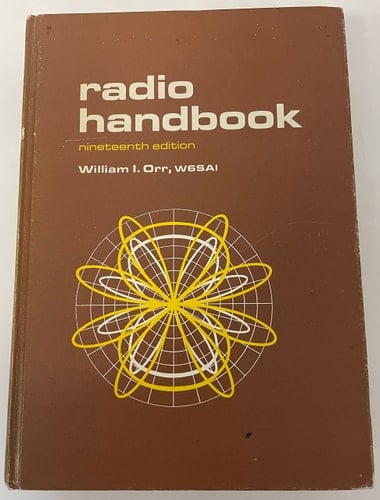 radio
handbook
nineteenth edition
William I. Orr, W6SAI